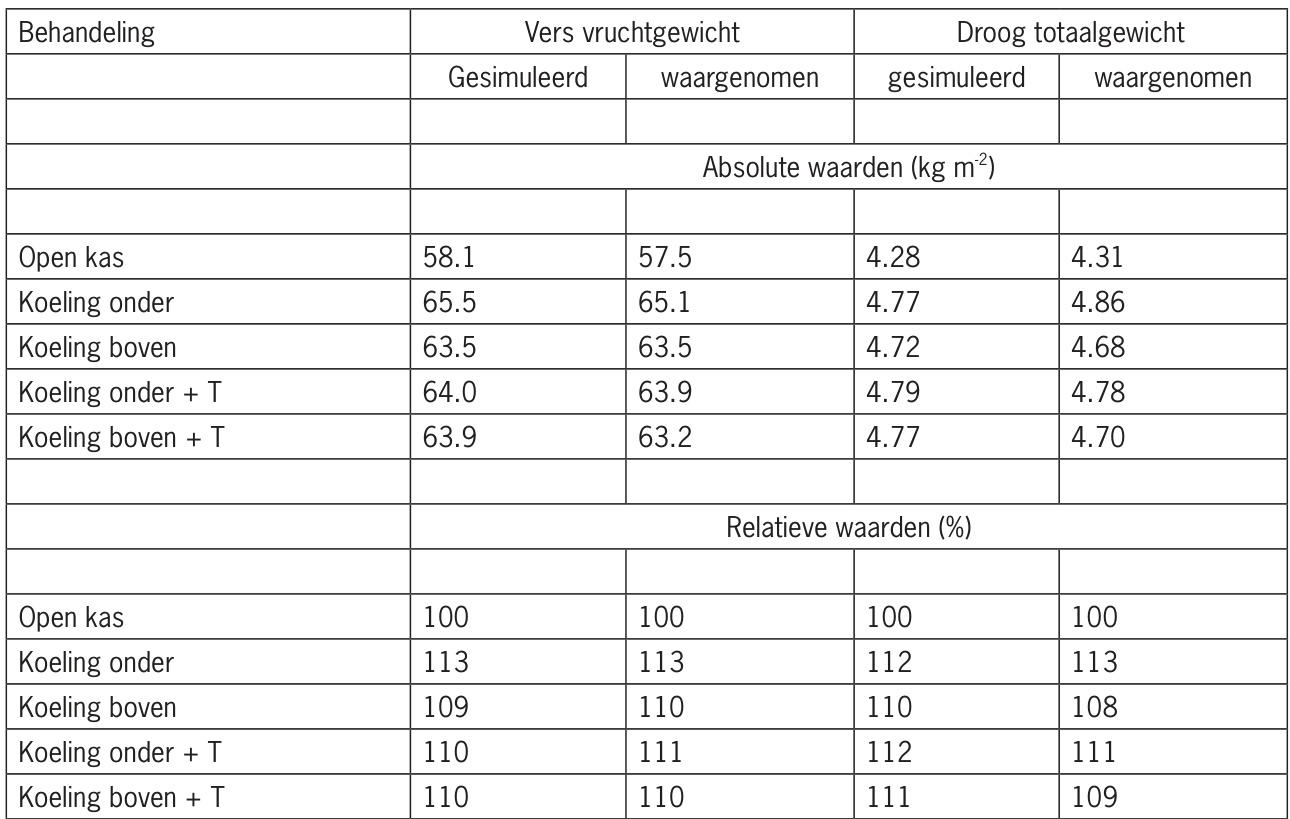 Behandeling Vers vruchtgewicht Droog totaalgewicht
Gesimuleerd waargenomen gesimuleerd waargenomen
Absolute waarden (kg m-2)
Open kas 58.1 57.5 4.28 4.31
Koeling onder 65.5 65.1 4.77 4.86
Koeling boven 63.5 63.5 4.72 4.68
Koeling onder + T 64.0 63.9 4.79 4.78
Koeling boven + T 63.9 63.2 4.77 4.70
Relatieve waarden (%)
Open kas 100 100 100 100
Koeling onder 113 113 112 113
Koeling boven 109 110 110 108
Koeling onder + T 110 111 112 111
Koeling boven + T 110 110 111 109